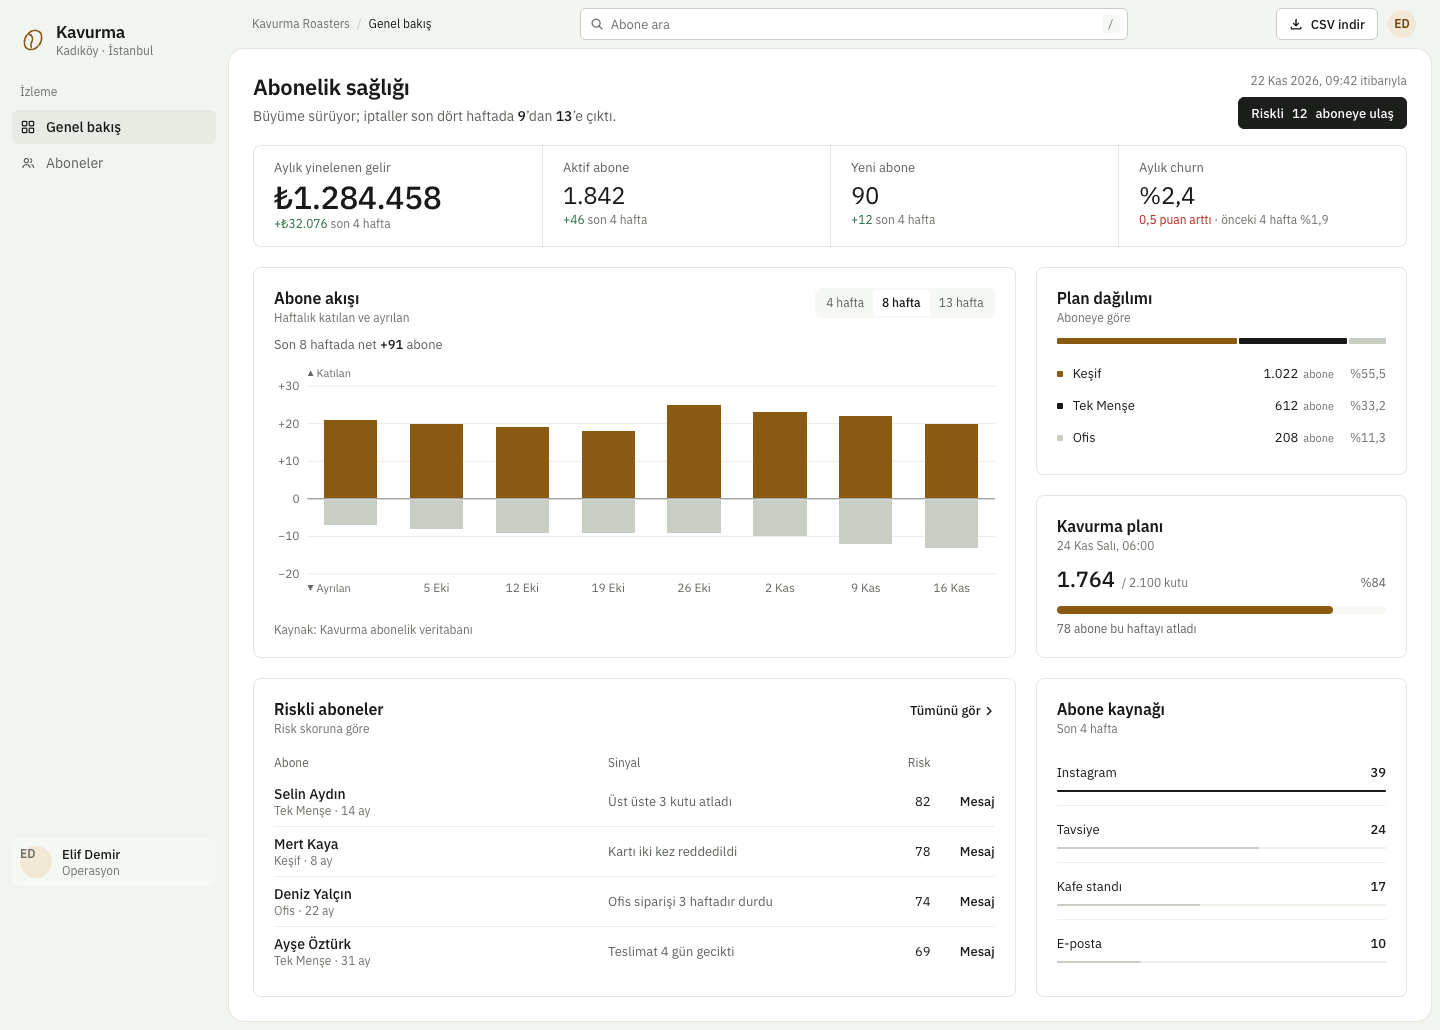 Kavurma
Kadıköy · İstanbul
İzleme
Genel bakış
Aboneler
ED
Elif Demir
Operasyon
Kavurma Roasters / Genel bakış
Abone ara /
CSV indir
ED
Abonelik sağlığı
Büyüme sürüyor; iptaller son dört haftada 9'dan 13'e çıktı.
22 Kas 2026, 09:42 itibarıyla
Riskli 12 aboneye ulaş
Aylık yinelenen gelir
₺1.284.458
+₺32.076 son 4 hafta
Aktif abone
1.842
+46 son 4 hafta
Yeni abone
90
+12 son 4 hafta
Aylık churn
%2,4
0,5 puan arttı · önceki 4 hafta %1,9
Abone akışı
Haftalık katılan ve ayrılan
4 hafta 8 hafta 13 hafta
Son 8 haftada net +91 abone
▲ Katılan
+30
+20
+10
0
−10
−20
▼ Ayrılan 5 Eki 12 Eki 19 Eki 26 Eki 2 Kas 9 Kas 16 Kas
Kaynak: Kavurma abonelik veritabanı
Plan dağılımı
Aboneye göre
Keşif 1.022 abone %55,5
Tek Menşe 612 abone %33,2
Ofis 208 abone %11,3
Kavurma planı
24 Kas Salı, 06:00
1.764 / 2.100 kutu %84
78 abone bu haftayı atladı
Riskli aboneler
Risk skoruna göre
Tümünü gör
Abone Sinyal Risk
Selin Aydın
Tek Menşe · 14 ay
Üst üste 3 kutu atladı 82 Mesaj
Mert Kaya
Keşif · 8 ay
Kartı iki kez reddedildi 78 Mesaj
Deniz Yalçın
Ofis · 22 ay
Ofis siparişi 3 haftadır durdu 74 Mesaj
Ayşe Öztürk
Tek Menşe · 31 ay
Teslimat 4 gün gecikti 69 Mesaj
Abone kaynağı
Son 4 hafta
Instagram 39
Tavsiye 24
Kafe standı 17
E-posta 10